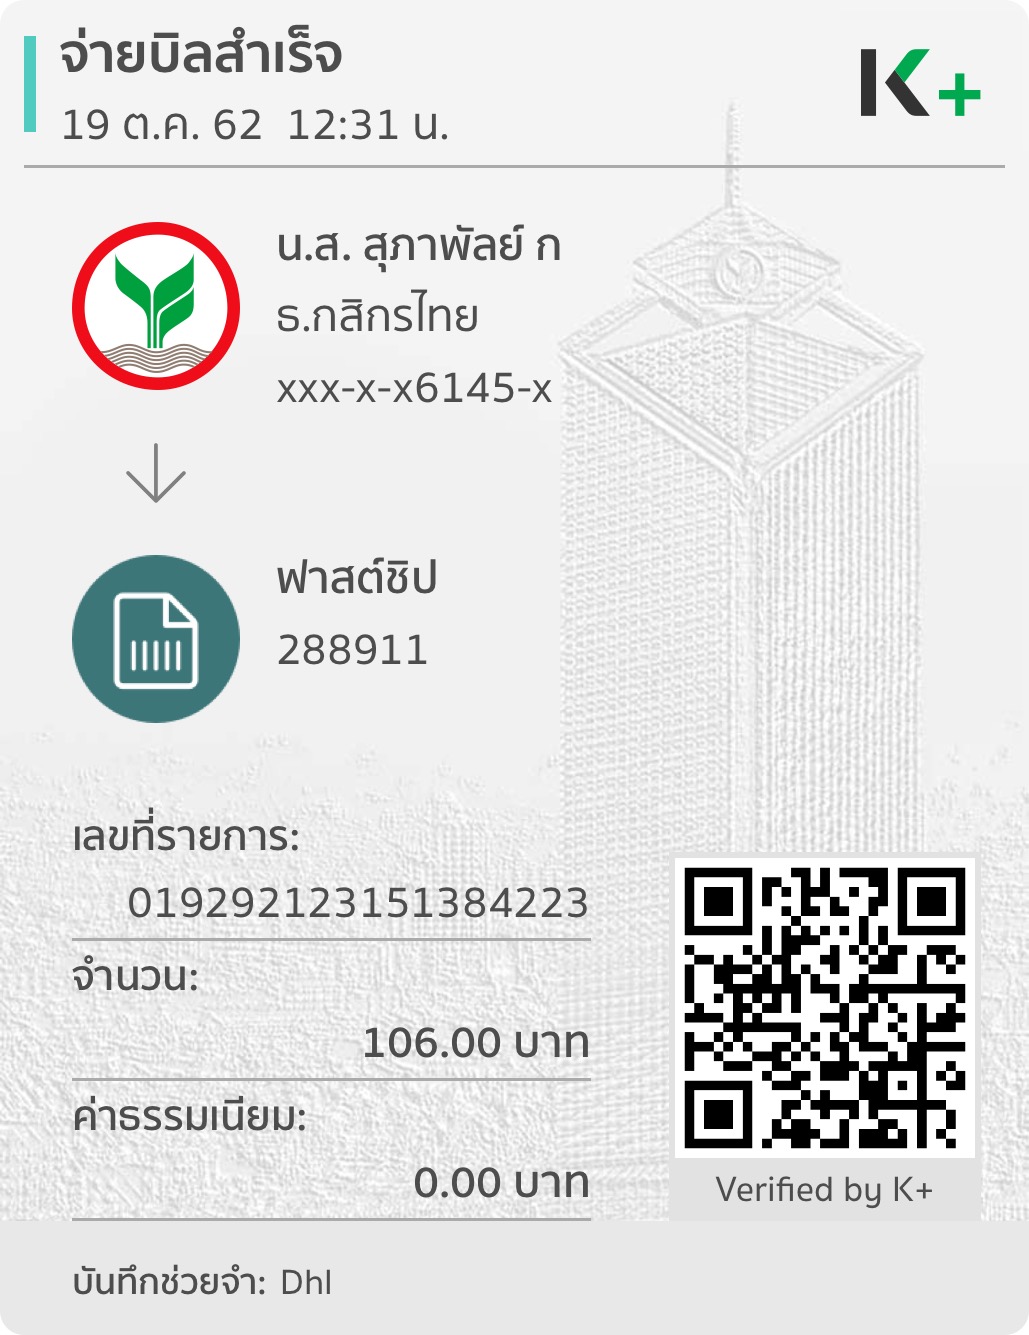 จ่ายบิลสำเร็จ
19 ต.ค. 62 12:31 น.
K+
น.ส. สุภาพัลย์ ก
ธ.กสิกรไทย
xxx-x-x6145-x
ฟาสต์ชิป
288911
เลขที่รายการ:
019292123151384223
จำนวน:
106.00 บาท
ค่าธรรมเนียม:
0.00 บาท
Verified by K+
บันทึกช่วยจำ: Dhl